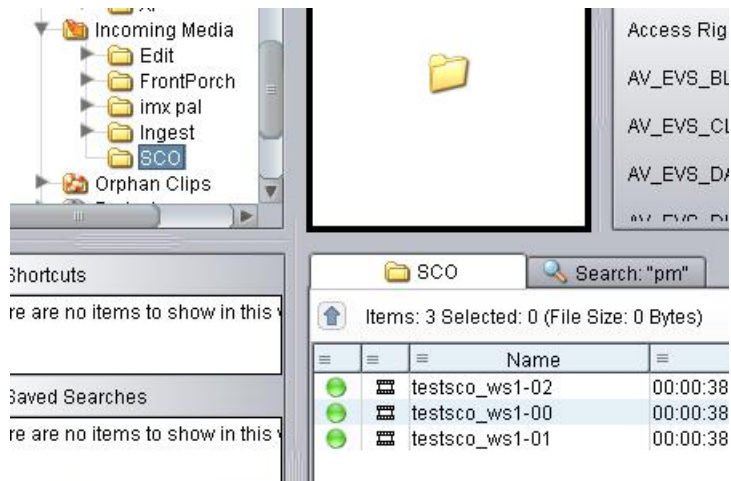 Incoming Media
Edit
FrontPorch
imx pal
Ingest
SCO
Orphan Clips
Access Rig
AV_EVS_BL
AV_EVS_CL
AV_EVS_DA
Shortcuts
re are no items to show in this
Saved Searches
re are no items to show in this
SCO
Search: "pm"
Items: 3 Selected: 0 (File Size: 0 Bytes)
Name
testsco_ws1-02 00:00:38
testsco_ws1-00 00:00:38
testsco_ws1-01 00:00:38